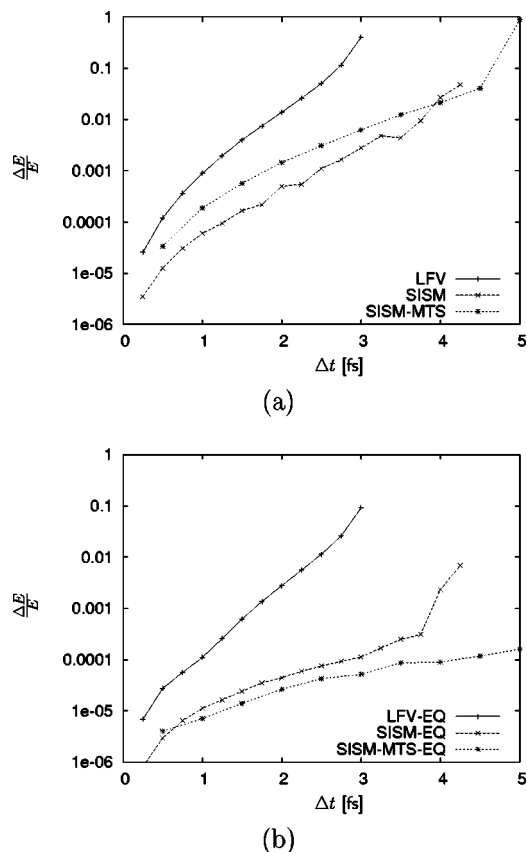 1
0.1
0.01
ΔE
E
0.001
0.0001
1e-05
1e-06
LFV
SISM
SISM-MTS
0 1 2 3 4 5
Δt [fs]
(a)
1
0.1
0.01
ΔE
E
0.001
0.0001
1e-05
1e-06
LFV-EQ
SISM-EQ
SISM-MTS-EQ
0 1 2 3 4 5
Δt [fs]
(b)